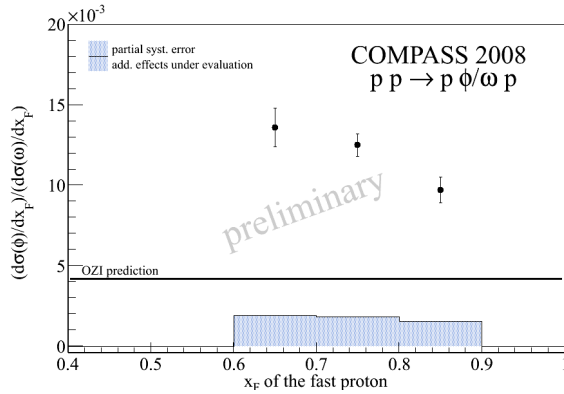 20 ×10⁻³
partial syst. error
add. effects under evaluation
COMPASS 2008
p p → p ϕ/ω p
15
10
5
0
(dσ(ϕ)/dx_F)/(dσ(ω)/dx_F)
preliminary
OZI prediction
0.4 0.5 0.6 0.7 0.8 0.9 1
x_F of the fast proton